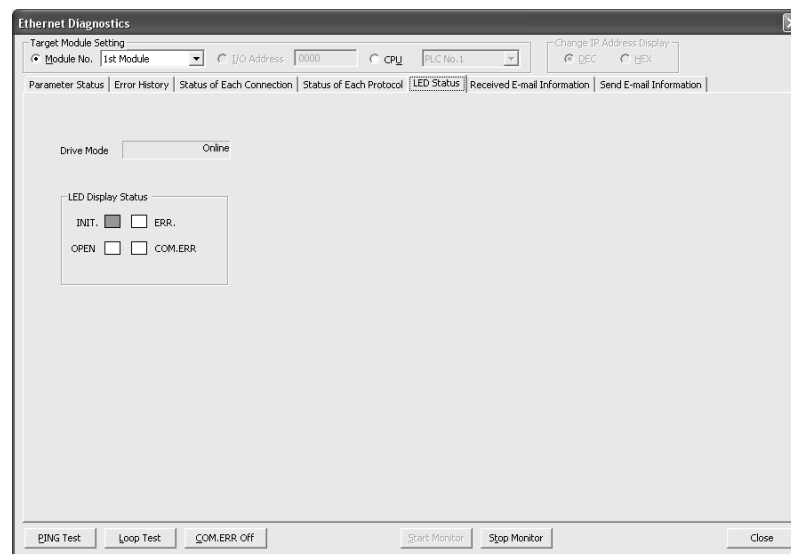 Ethernet Diagnostics
Target Module Setting
Module No. 1st Module I/O Address 0000 CPU PLC No.1
Change IP Address Display
DEC HEX
Parameter Status Error History Status of Each Connection Status of Each Protocol LED Status Received E-mail Information Send E-mail Information
Drive Mode Online
LED Display Status
INIT. ERR.
OPEN COM.ERR
PING Test Loop Test COM.ERR Off Start Monitor Stop Monitor Close